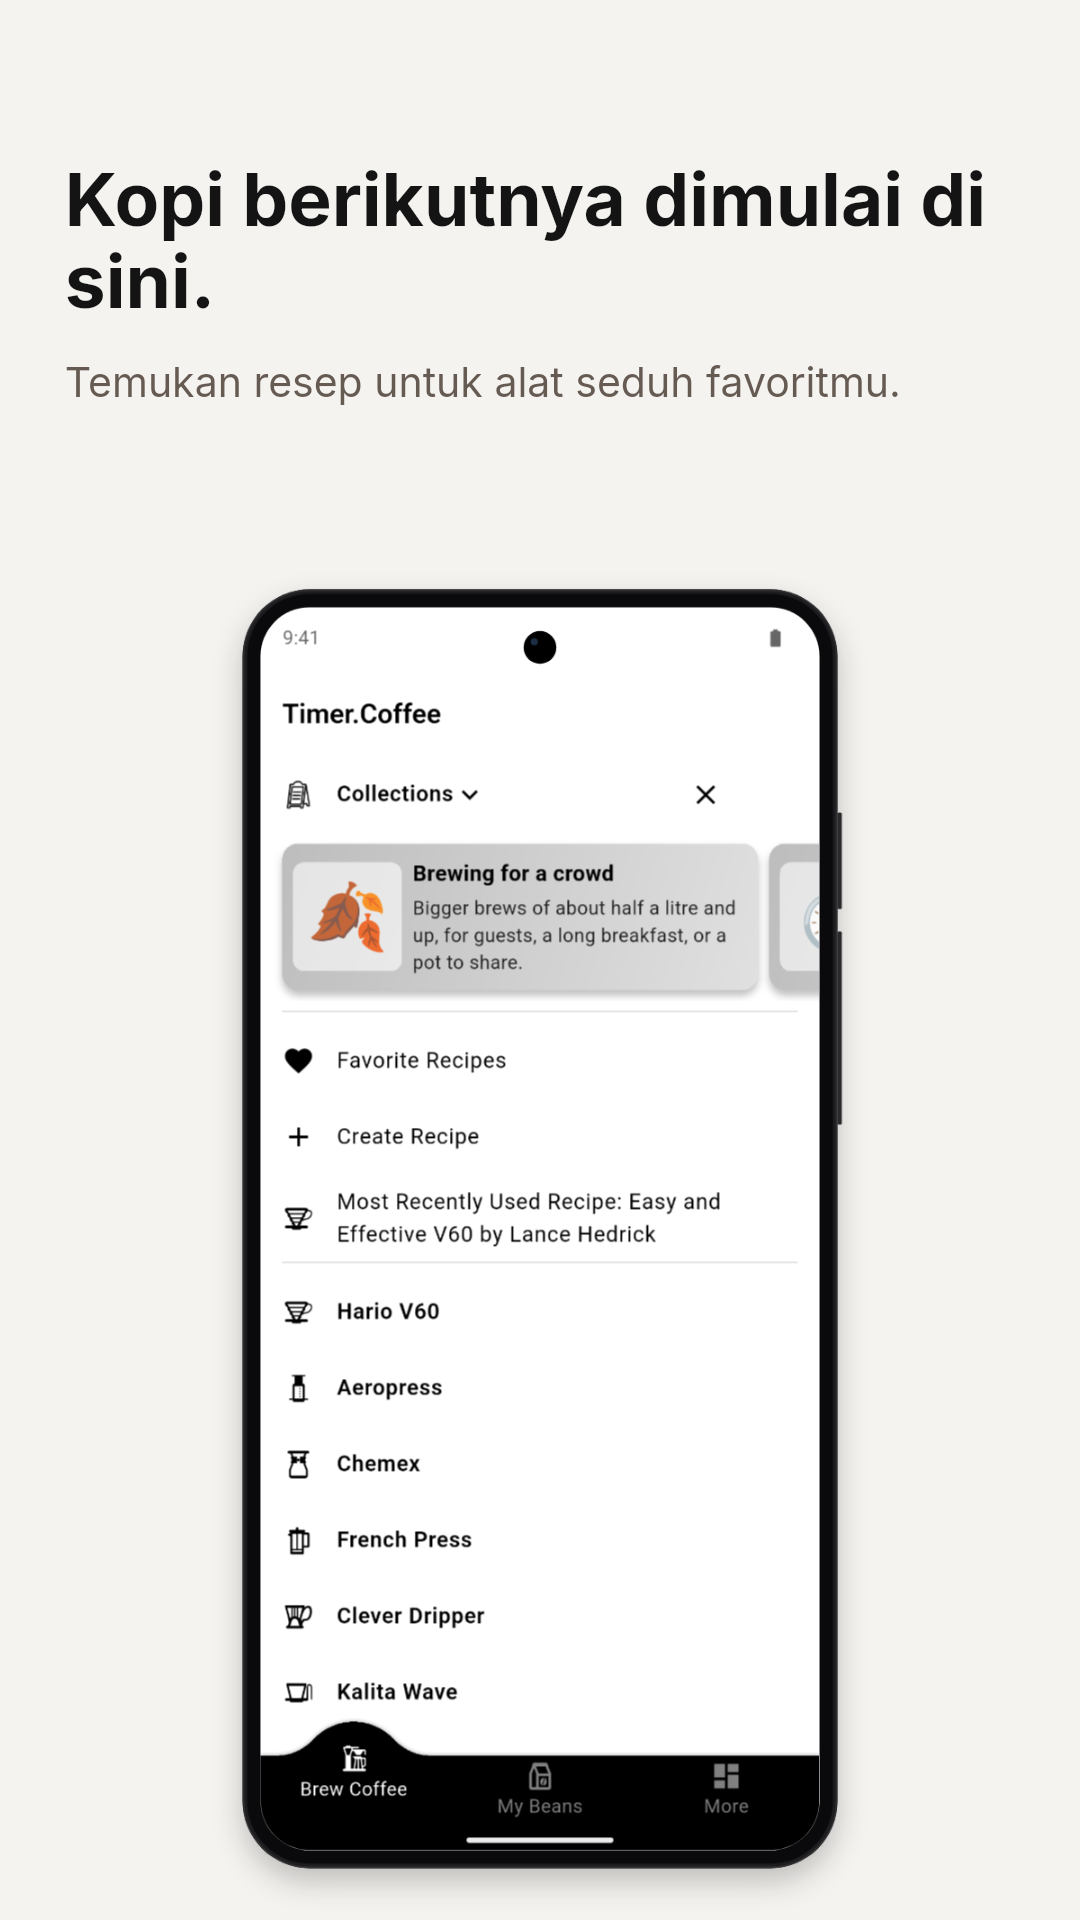 Kopi berikutnya dimulai di
sini.
Temukan resep untuk alat seduh favoritmu.
9:41
Timer.Coffee
Collections
Brewing for a crowd
Bigger brews of about half a litre and
up, for guests, a long breakfast, or a
pot to share.
Favorite Recipes
Create Recipe
Most Recently Used Recipe: Easy and
Effective V60 by Lance Hedrick
Hario V60
Aeropress
Chemex
French Press
Clever Dripper
Kalita Wave
Brew Coffee
My Beans
More